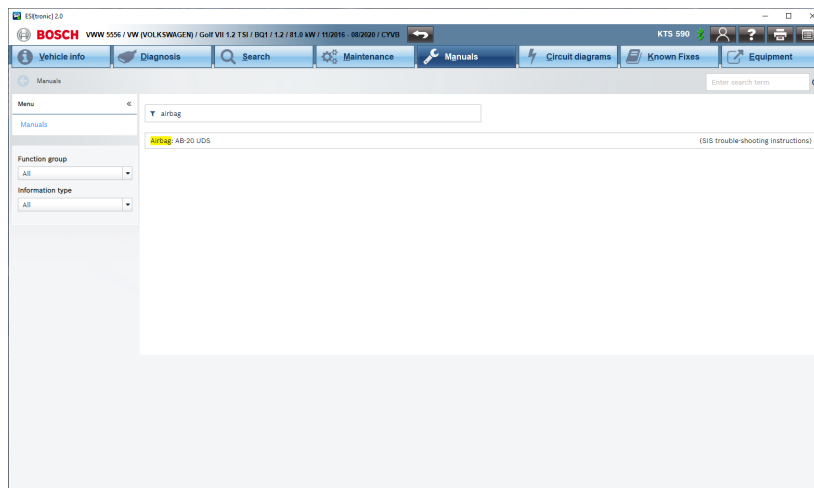 ESI[tronic] 2.0
BOSCH VWW 5556 / VW (VOLKSWAGEN) / Golf VII 1.2 TSI / BQ1 / 1.2 / 81.0 kW / 11/2016 - 08/2020 / CYVB KTS 590
Vehicle info Diagnosis Search Maintenance Manuals Circuit diagrams Known Fixes Equipment
Manuals Enter search term
Menu «
airbag
Manuals
Airbag: AB-20 UDS (SIS trouble-shooting instructions)
Function group
All
Information type
All